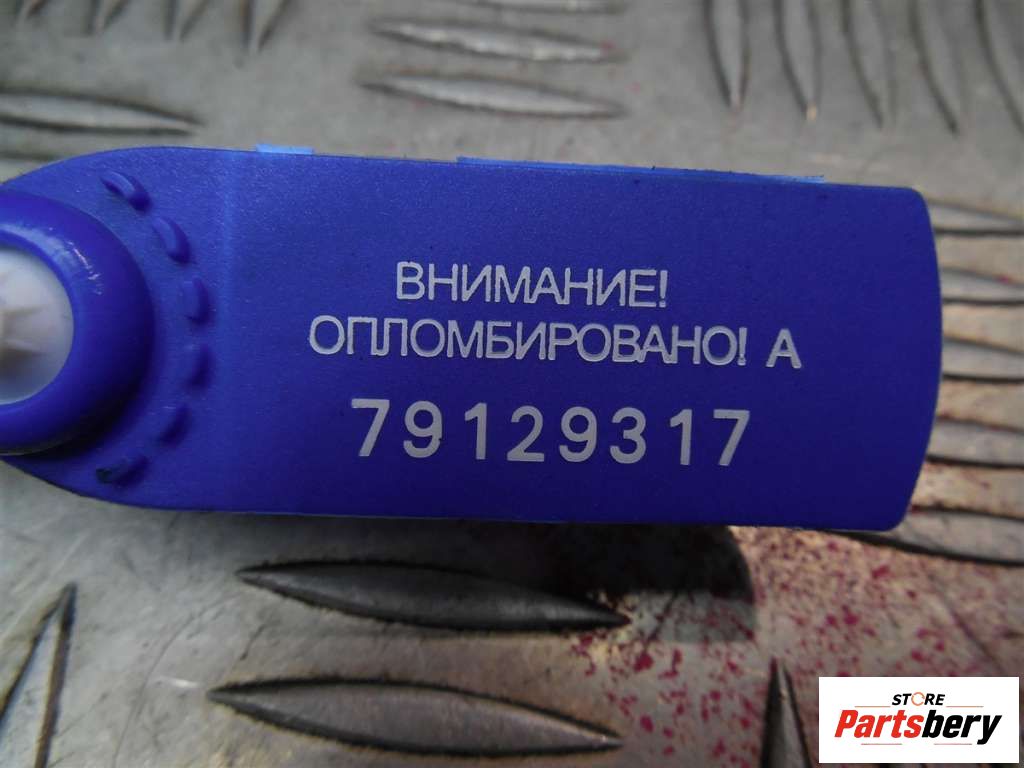 ВНИМАНИЕ!
ОПЛОМБИРОВАНО! А
79129317
STORE
Partsbery